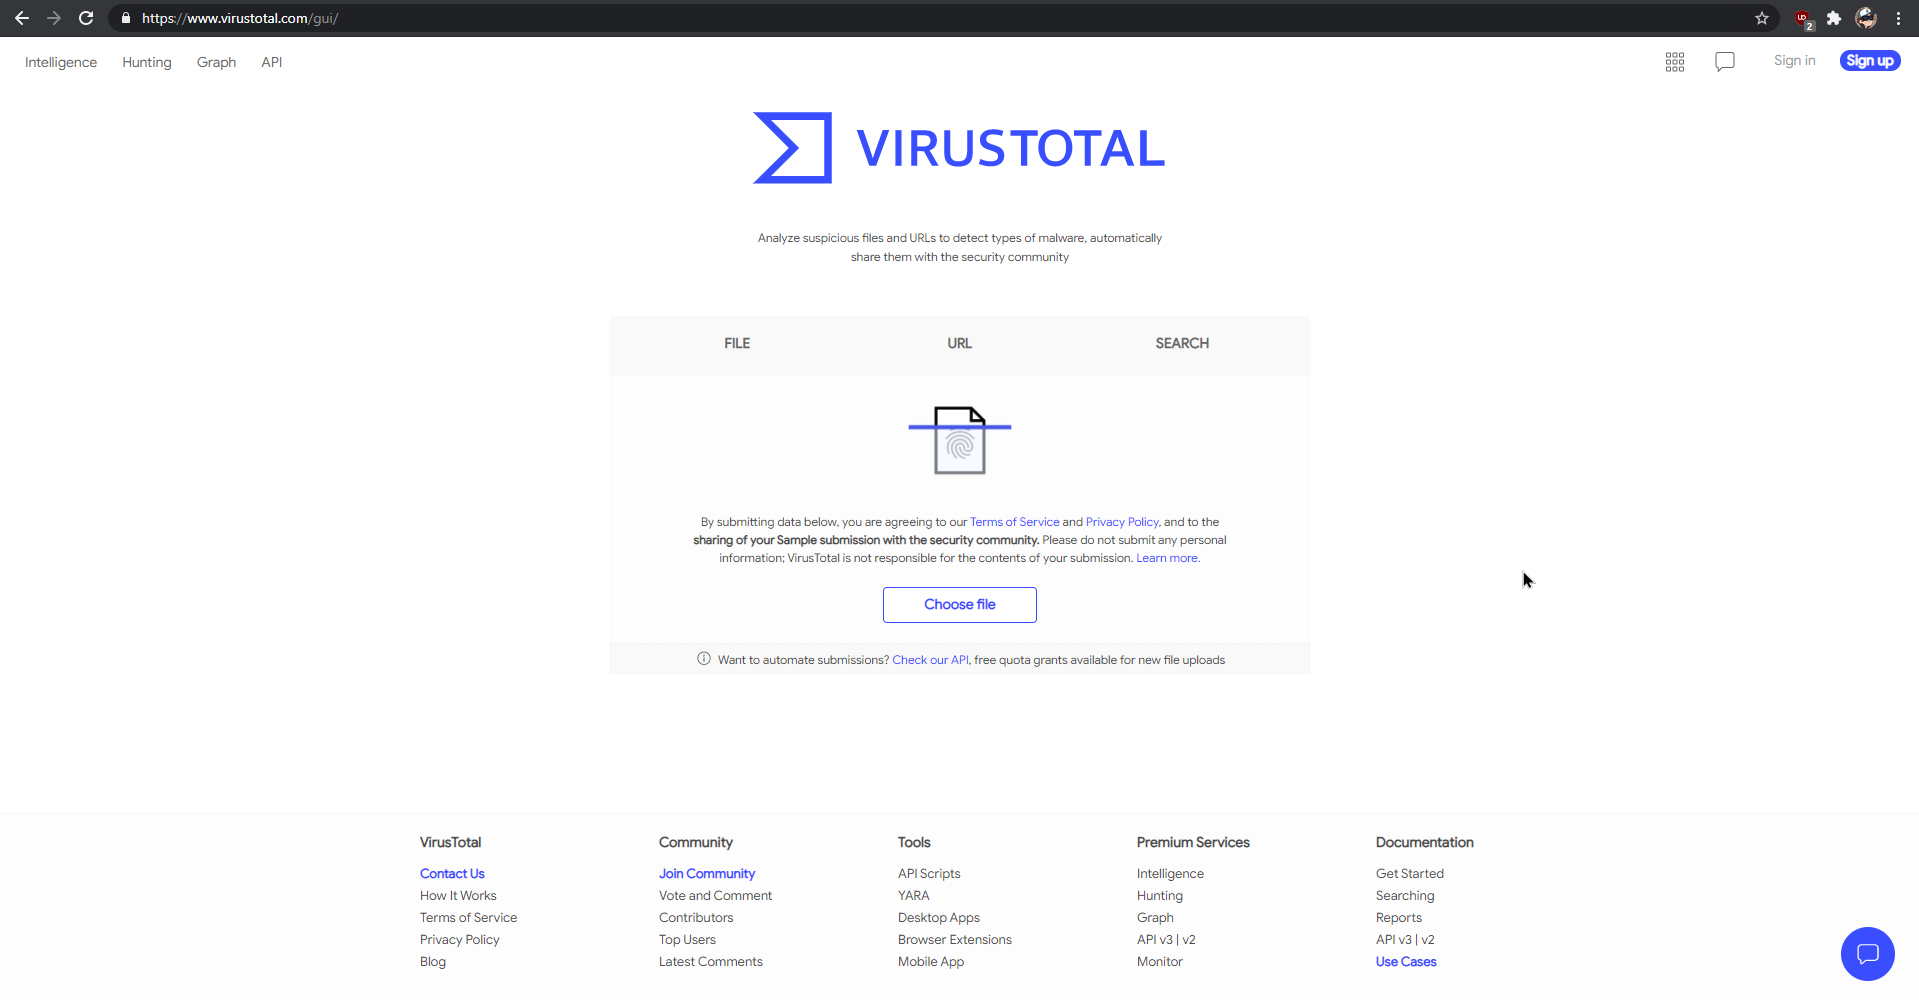 https://www.virustotal.com/gui/
2
Intelligence Hunting Graph API
Sign in Sign up
VIRUSTOTAL
Analyze suspicious files and URLs to detect types of malware, automatically
share them with the security community
FILE URL SEARCH
By submitting data below, you are agreeing to our Terms of Service and Privacy Policy, and to the
sharing of your Sample submission with the security community. Please do not submit any personal
information; VirusTotal is not responsible for the contents of your submission. Learn more.
Choose file
Want to automate submissions? Check our API, free quota grants available for new file uploads
VirusTotal
Contact Us
How It Works
Terms of Service
Privacy Policy
Blog
Community
Join Community
Vote and Comment
Contributors
Top Users
Latest Comments
Tools
API Scripts
YARA
Desktop Apps
Browser Extensions
Mobile App
Premium Services
Intelligence
Hunting
Graph
API v3 | v2
Monitor
Documentation
Get Started
Searching
Reports
API v3 | v2
Use Cases